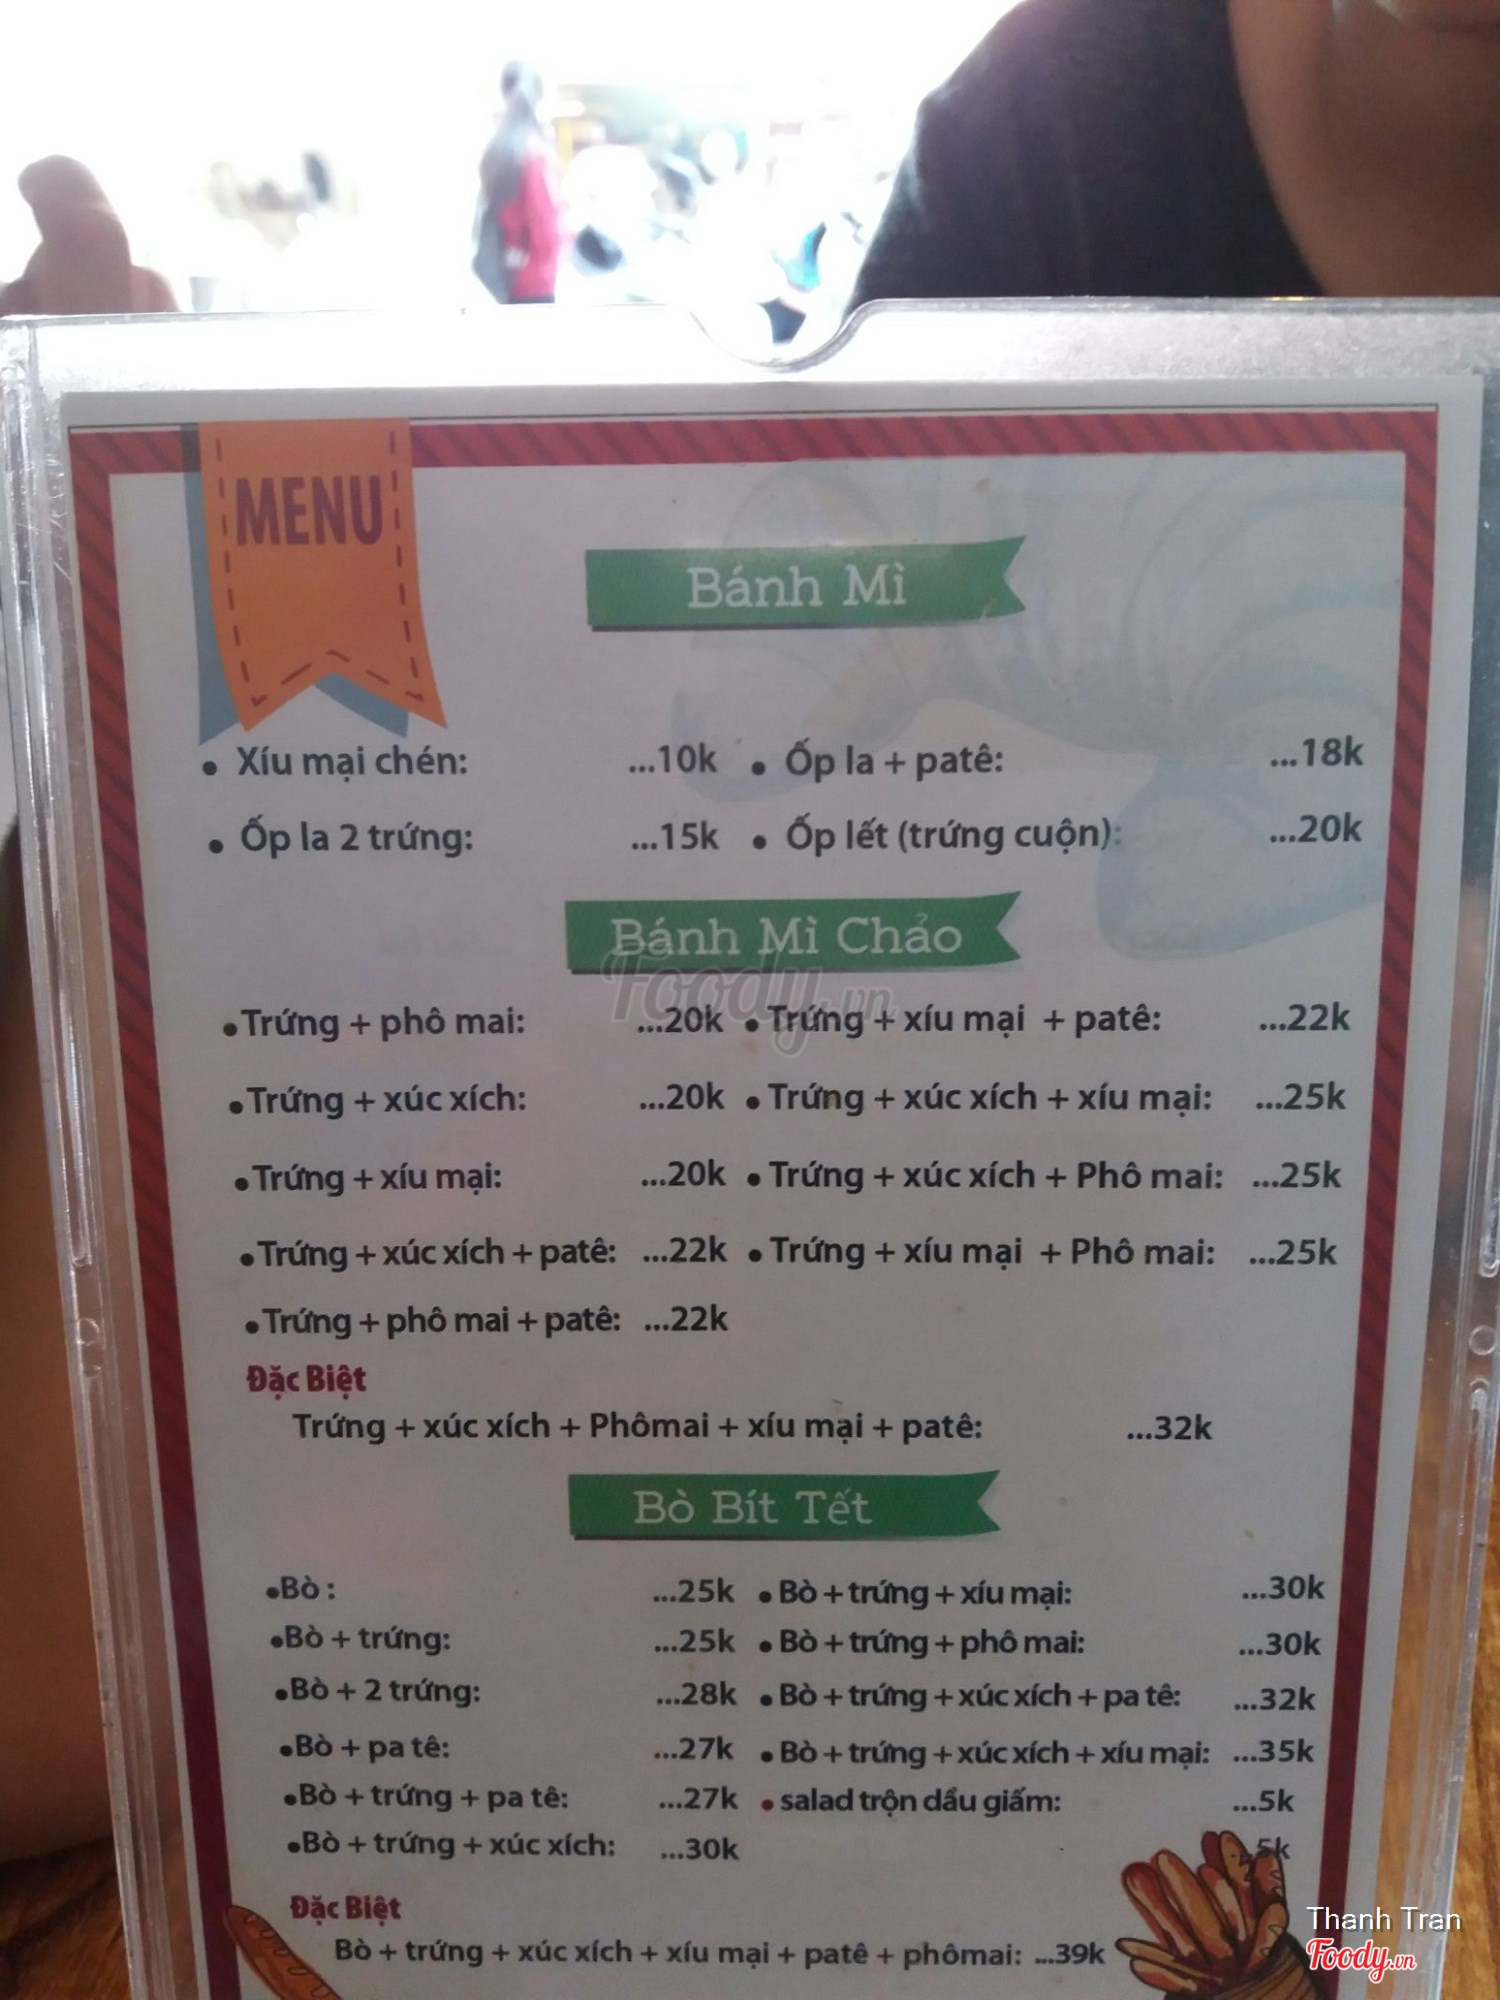 MENU
Bánh Mì
• Xíu mại chén: ...10k • Ốp la + patê: ...18k
• Ốp la 2 trứng: ...15k • Ốp lết (trứng cuộn): ...20k
Bánh Mì Chảo
Foody.vn
•Trứng + phô mai: ...20k • Trứng + xíu mại + patê: ...22k
•Trứng + xúc xích: ...20k • Trứng + xúc xích + xíu mại: ...25k
•Trứng + xíu mại: ...20k • Trứng + xúc xích + Phô mai: ...25k
•Trứng + xúc xích + patê: ...22k • Trứng + xíu mại + Phô mai: ...25k
•Trứng + phô mai + patê: ...22k
Đặc Biệt
Trứng + xúc xích + Phômai + xíu mại + patê: ...32k
Bò Bít Tết
•Bò : ...25k • Bò + trứng + xíu mại: ...30k
•Bò + trứng: ...25k • Bò + trứng + phô mai: ...30k
•Bò + 2 trứng: ...28k • Bò + trứng + xúc xích + pa tê: ...32k
•Bò + pa tê: ...27k • Bò + trứng + xúc xích + xíu mại: ...35k
•Bò + trứng + pa tê: ...27k • salad trộn dầu giấm: ...5k
•Bò + trứng + xúc xích: ...30k 5k
Đặc Biệt
Bò + trứng + xúc xích + xíu mại + patê + phômai: ...39k
Thanh Tran
Foody.vn